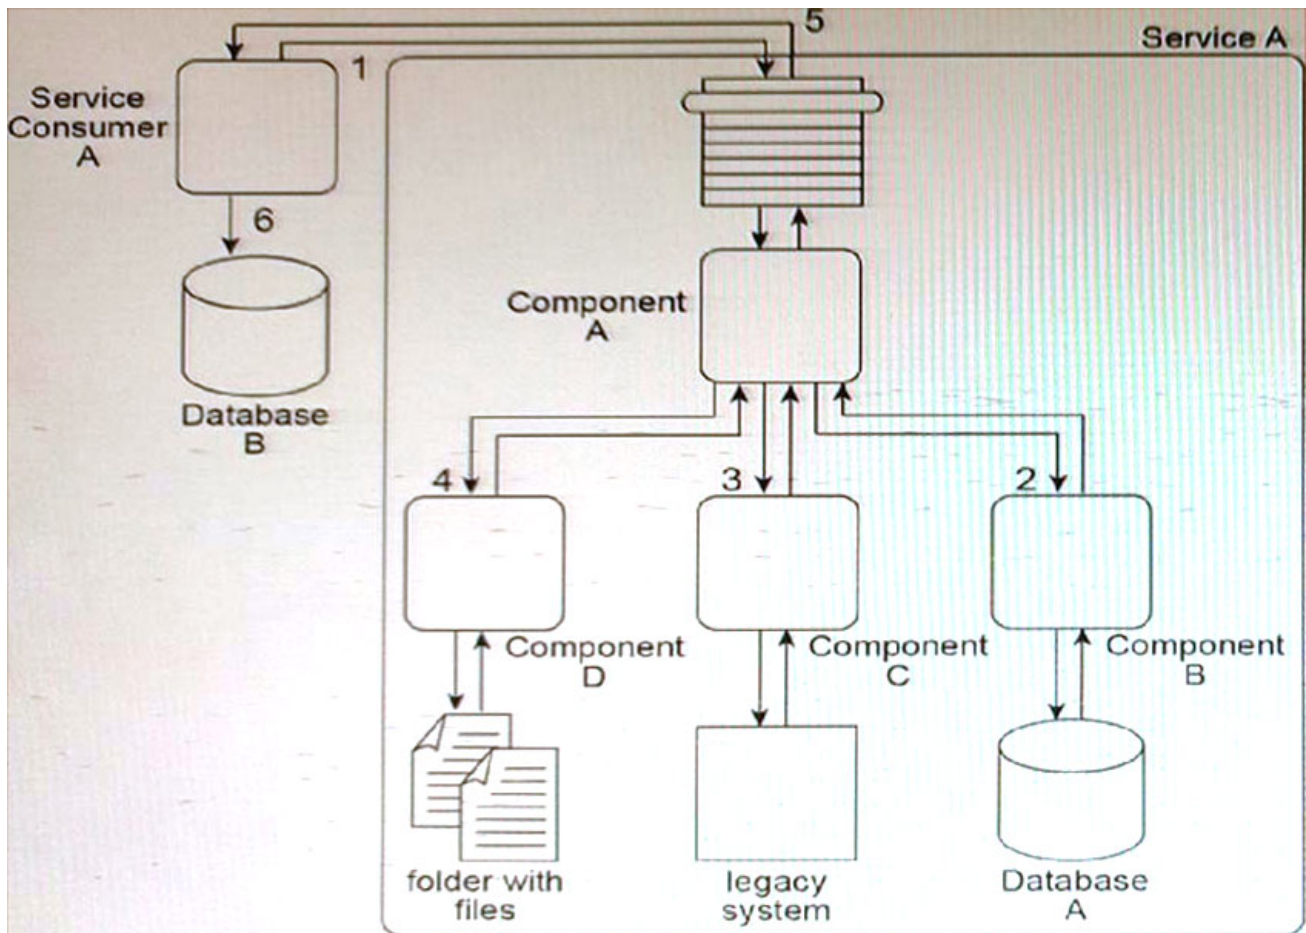 5
Service A
1
Service
Consumer
A
6
Component
A
Database
B
4
3
2
Component
D
Component
C
Component
B
folder with
files
legacy
system
Database
A